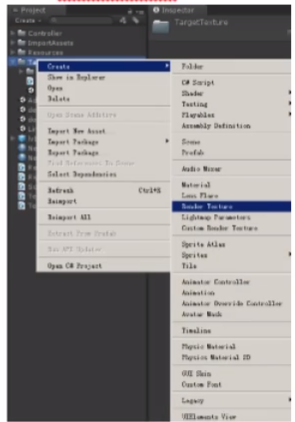 Project
Inspector
Create
TargetTexture
Controller
ImportAssets
Resources
Create
Show in Explorer
Open
Delete
Open Scene Additive
Import New Asset...
Import Package
Export Package
Find References In Scene
Select Dependencies
Refresh Ctrl+R
Reimport
Reimport All
Extract From Prefab
Run API Updater
Open C# Project
Folder
C# Script
Shader
Testing
Playables
Assembly Definition
Scene
Prefab
Audio Mixer
Material
Lens Flare
Render Texture
Lightmap Parameters
Custom Render Texture
Sprite Atlas
Sprites
Tile
Animator Controller
Animation
Animator Override Controller
Avatar Mask
Timeline
Physic Material
Physics Material 2D
GUI Skin
Custom Font
Legacy
UIElements View